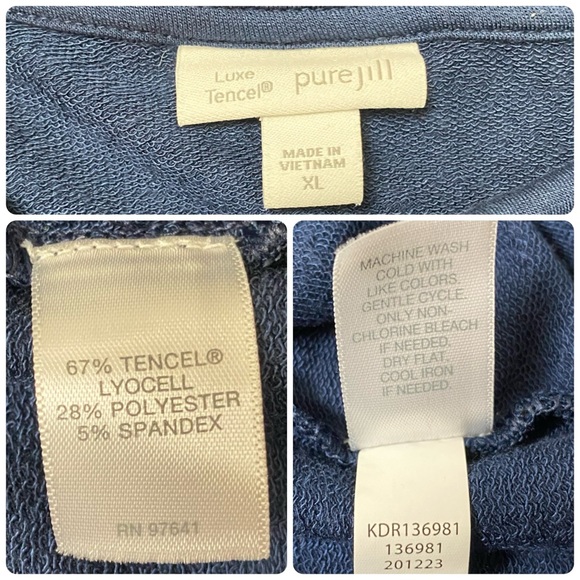 Luxe
Tencel® purejill
MADE IN
VIETNAM
XL
67% TENCEL®
LYOCELL
28% POLYESTER
5% SPANDEX
RN 97641
MACHINE WASH
COLD WITH
LIKE COLORS.
GENTLE CYCLE.
ONLY NON-
CHLORINE BLEACH
IF NEEDED.
DRY FLAT.
COOL IRON
IF NEEDED.
KDR136981
136981
201223